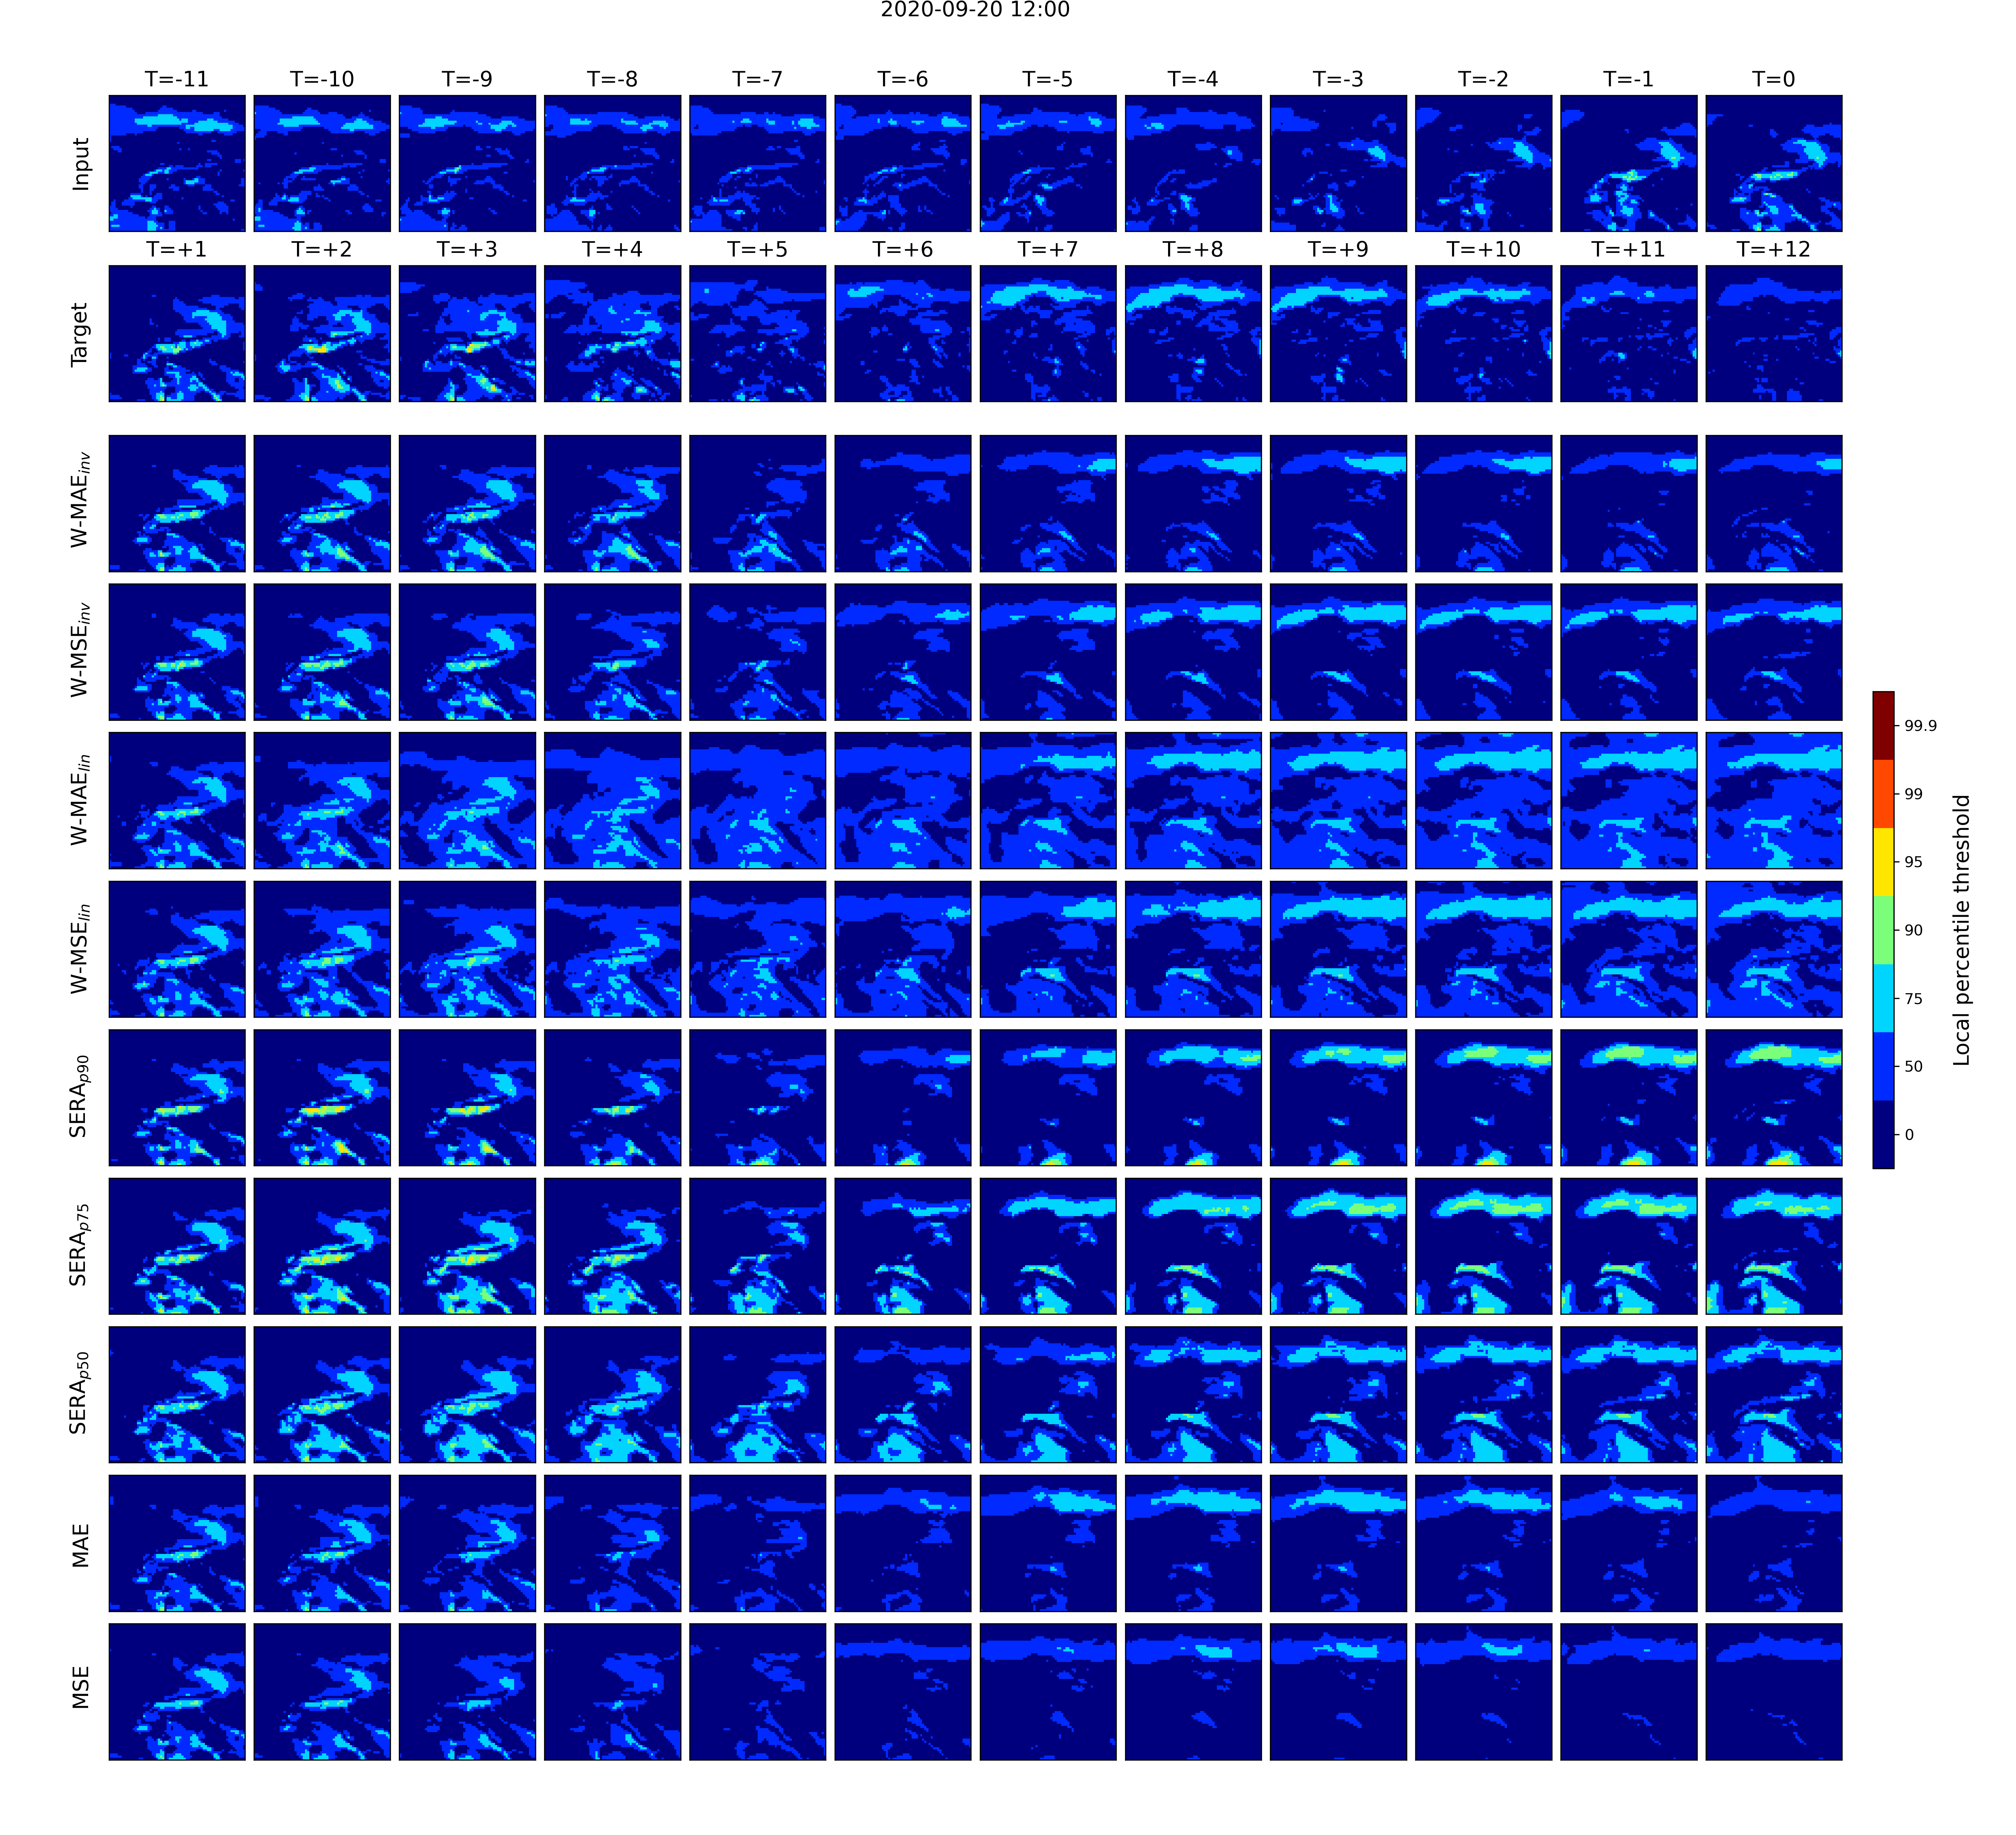 2020-09-20 12:00
T=-11 T=-10 T=-9 T=-8 T=-7 T=-6 T=-5 T=-4 T=-3 T=-2 T=-1 T=0
Input
T=+1 T=+2 T=+3 T=+4 T=+5 T=+6 T=+7 T=+8 T=+9 T=+10 T=+11 T=+12
Target
W-MAEinv
W-MSEinv
W-MAElin
W-MSElin
SERAp90
SERAp75
SERAp50
MAE
MSE
99.9
99
95
90
75
50
0
Local percentile threshold